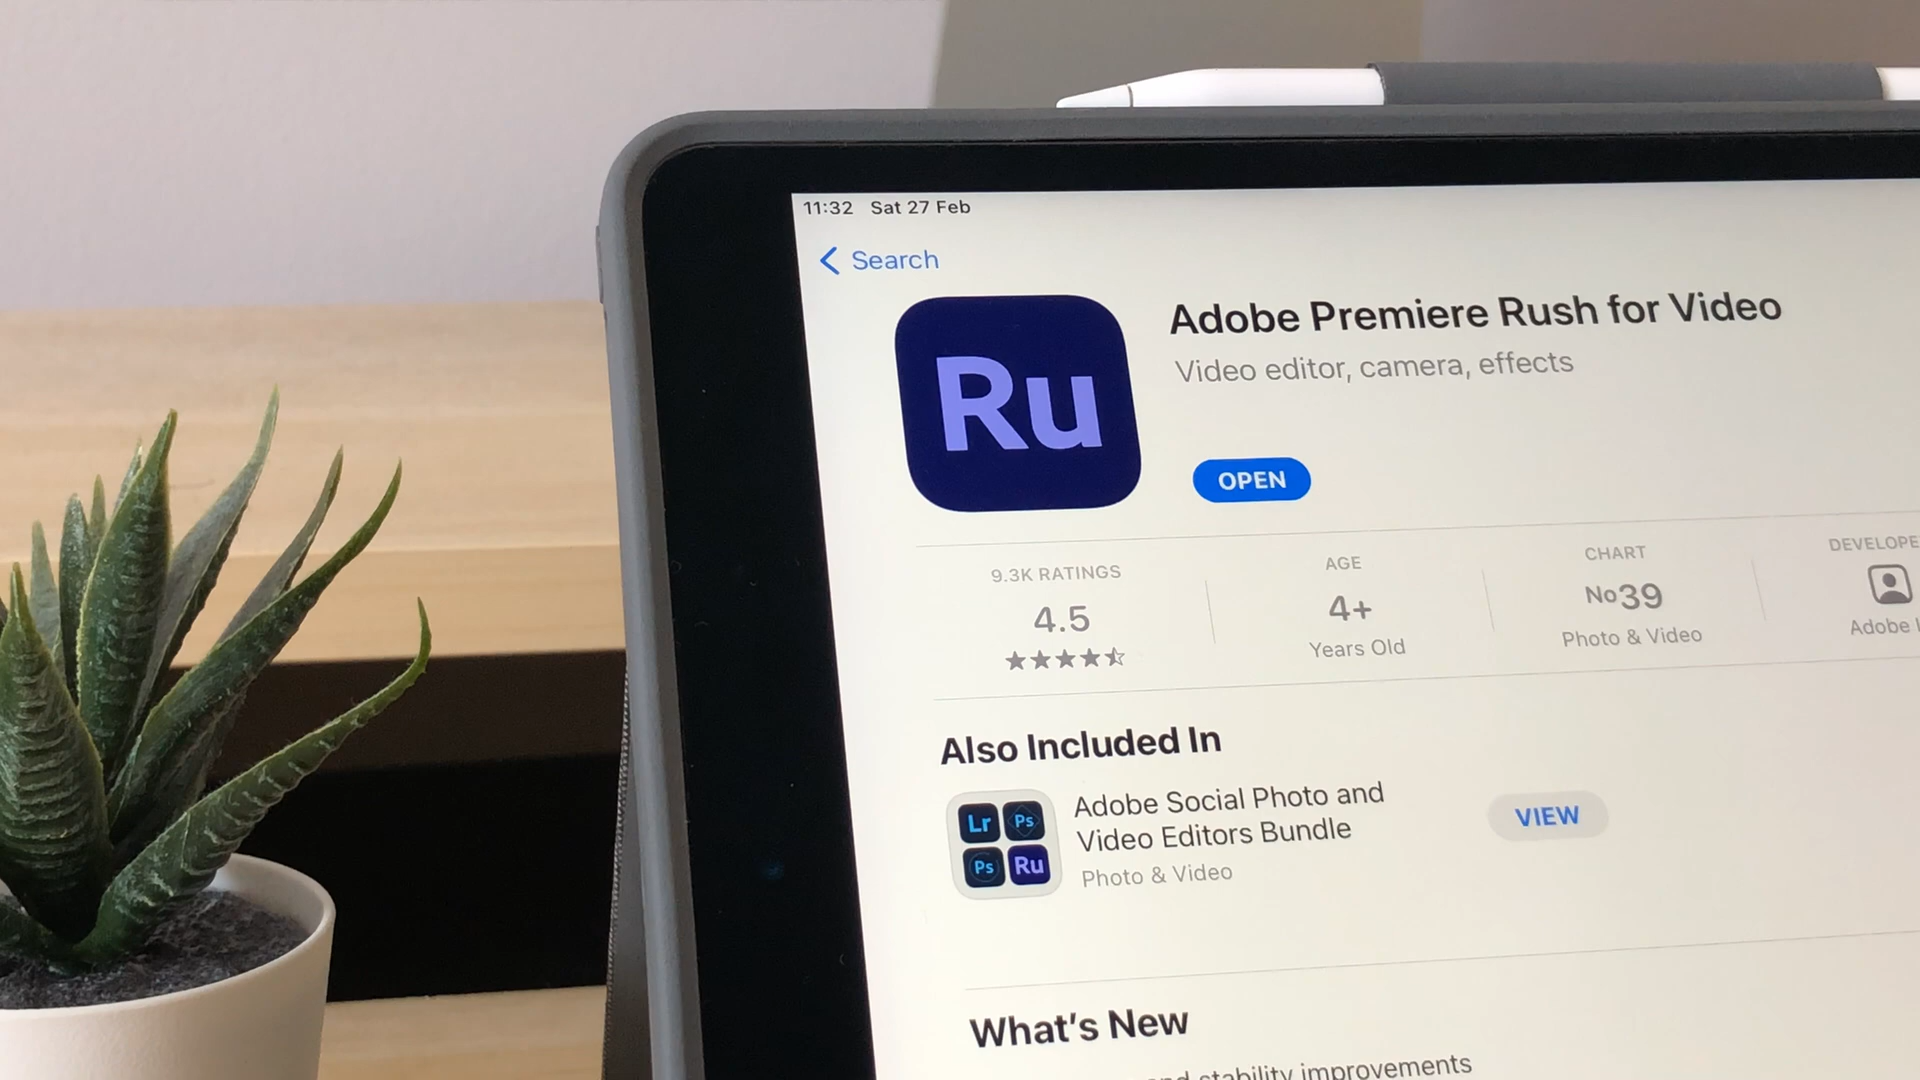 11:32 Sat 27 Feb
Search
Adobe Premiere Rush for Video
Video editor, camera, effects
Ru
OPEN
9.3K RATINGS
4.5
AGE
4+
Years Old
CHART
No39
Photo & Video
Adobe
Also Included In
Lr Ps
Ps Ru
Adobe Social Photo and
Video Editors Bundle
Photo & Video
VIEW
What's New
stability improvements